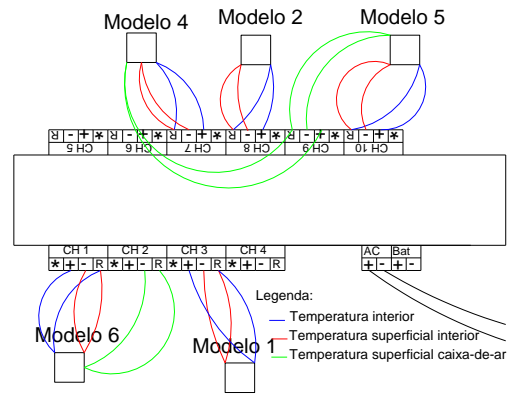 Modelo 4
Modelo 2
Modelo 5
R - + * R - + * R - + * R - + * R - + * R - + *
CH 5 CH 6 CH 7 CH 8 CH 9 CH 10
CH 1 CH 2 CH 3 CH 4 AC Bat
* + - R * + - R * + - R * + - R + - + -
Legenda:
Temperatura interior
Temperatura superficial interior
Temperatura superficial caixa-de-ar
Modelo 6
Modelo 1